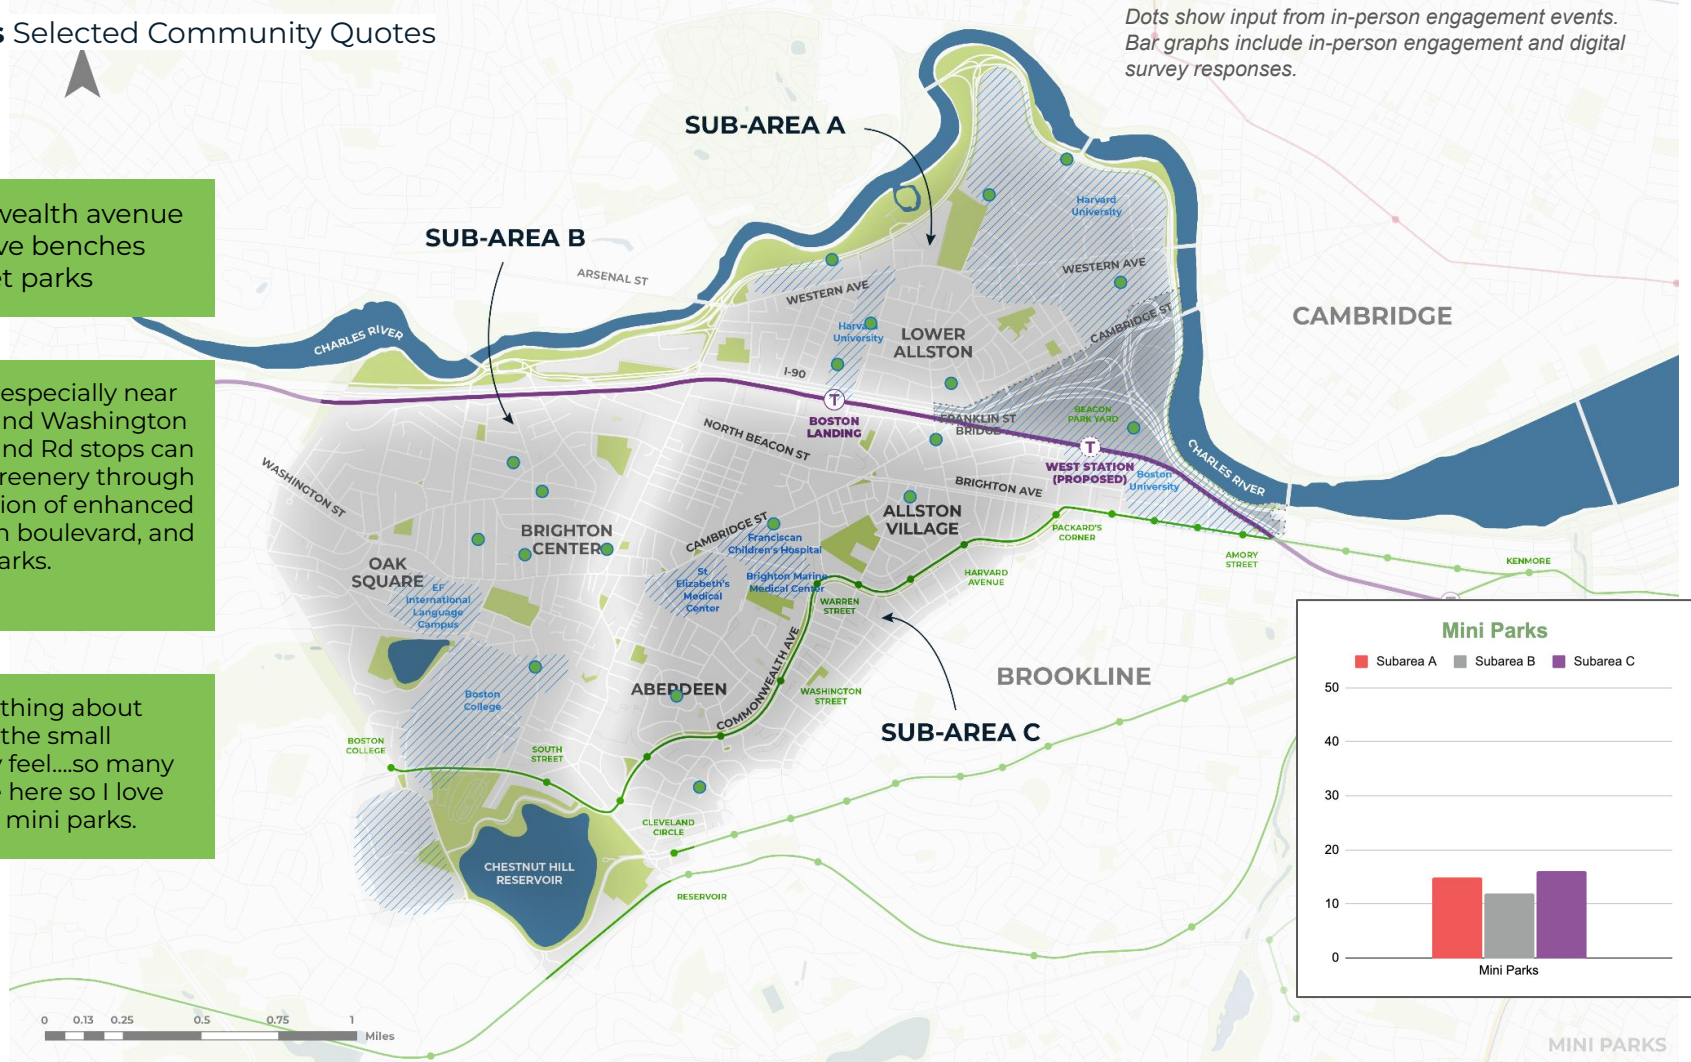 s Selected Community Quotes
Dots show input from in-person engagement events.
Bar graphs include in-person engagement and digital
survey responses.
wealth avenue
ve benches
et parks
especially near
nd Washington
nd Rd stops can
reenery through
ion of enhanced
n boulevard, and
arks.
thing about
the small
y feel....so many
e here so I love
mini parks.
SUB-AREA A
SUB-AREA B
SUB-AREA C
ARSENAL ST
CHARLES RIVER
WESTERN AVE
Harvard
University
WESTERN AVE
CAMBRIDGE ST
CAMBRIDGE
Harvard
University
LOWER
ALLSTON
I-90
T
BOSTON
LANDING
FRANKLIN ST
BRIDGE
BEACON
PARK YARD
T
WEST STATION
(PROPOSED)
Boston
University
CHARLES RIVER
NORTH BEACON ST
BRIGHTON AVE
WASHINGTON ST
ALLSTON
VILLAGE
BRIGHTON
CENTER
CAMBRIDGE ST
Franciscan
Children's Hospital
St
Elizabeth's
Medical
Center
Brighton Marine
Medical Center
OAK
SQUARE
EF
International
Language
Campus
PACKARD'S
CORNER
HARVARD
AVENUE
AMORY
STREET
KENMORE
WARREN
STREET
COMMONWEALTH AVE
WASHINGTON
STREET
BROOKLINE
ABERDEEN
Boston
College
BOSTON
COLLEGE
SOUTH
STREET
CLEVELAND
CIRCLE
RESERVOIR
CHESTNUT HILL
RESERVOIR
Mini Parks
Subarea A
Subarea B
Subarea C
50
40
30
20
10
0
Mini Parks
0 0.13 0.25 0.5 0.75 1
Miles
MINI PARKS